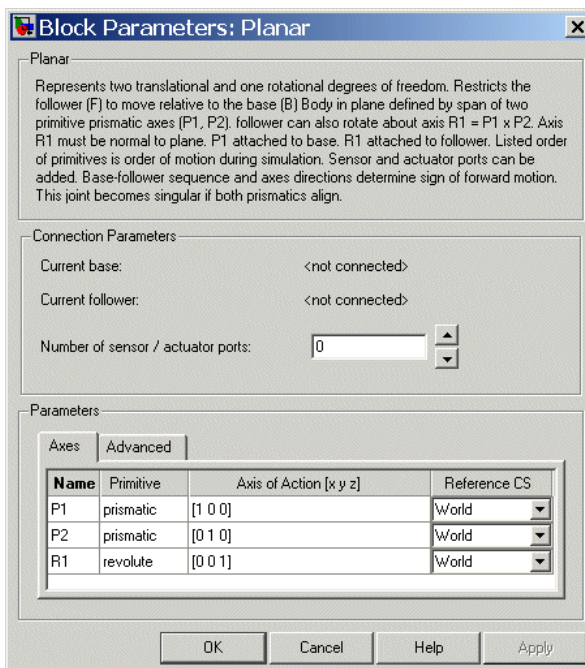 Block Parameters: Planar
Planar
Represents two translational and one rotational degrees of freedom. Restricts the
follower (F) to move relative to the base (B) Body in plane defined by span of two
primitive prismatic axes (P1, P2). follower can also rotate about axis R1 = P1 x P2. Axis
R1 must be normal to plane. P1 attached to base. R1 attached to follower. Listed order
of primitives is order of motion during simulation. Sensor and actuator ports can be
added. Base-follower sequence and axes directions determine sign of forward motion.
This joint becomes singular if both prismatics align.
Connection Parameters
Current base: <not connected>
Current follower: <not connected>
Number of sensor / actuator ports: 0
Parameters
Axes Advanced
Name Primitive Axis of Action [x y z] Reference CS
P1 prismatic [1 0 0] World
P2 prismatic [0 1 0] World
R1 revolute [0 0 1] World
OK Cancel Help Apply